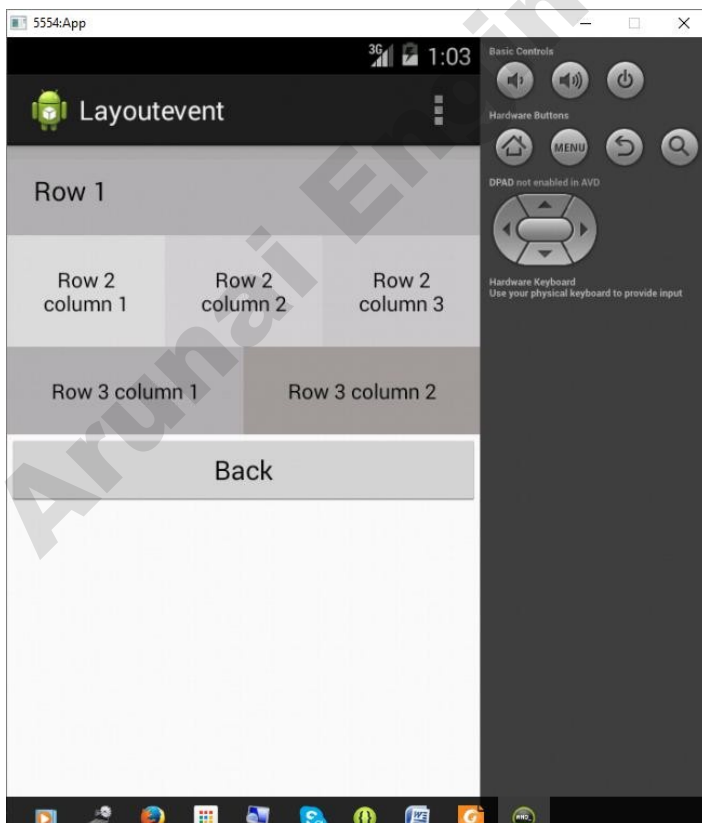 5554:App
3G 1:03
Layoutevent
Row 1
Row 2
column 1
Row 2
column 2
Row 2
column 3
Row 3 column 1
Row 3 column 2
Back
Basic Controls
Hardware Buttons
MENU
DPAD not enabled in AVD
Hardware Keyboard
Use your physical keyboard to provide input
Arunai Engin